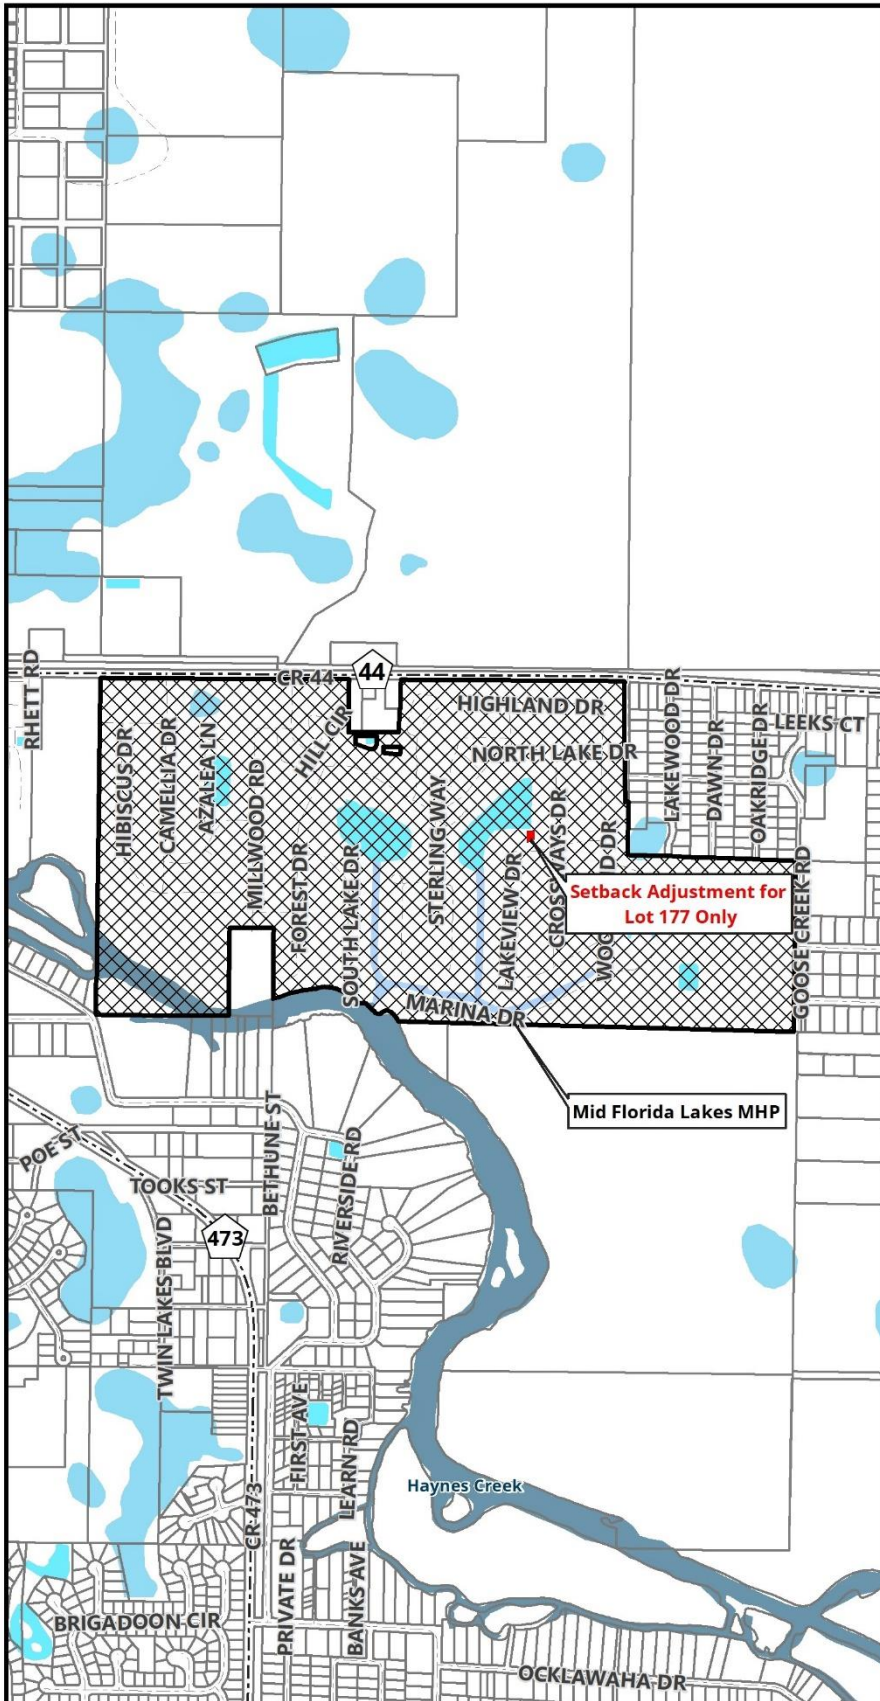 RHETT RD
CR 44
44
HIGHLAND DR
NORTH LAKE DR
LAKEWOOD DR
DAWN DR
OAKRIDGE DR
LEEKS CT
HIBISCUS DR
CAMELLIA DR
AZALEA LN
MILLWOOD RD
HILL CIR
FOREST DR
SOUTH LAKE DR
STERLING WAY
LAKEVIEW DR
CROSSWAYS DR
Setback Adjustment for
Lot 177 Only
GOOSE CREEK RD
MARINA DR
Mid Florida Lakes MHP
POE ST
TOOKS ST
BETHUNE ST
RIVERSIDE RD
473
TWIN LAKES BLVD
FIRST AVE
LEARN RD
Haynes Creek
CR 473
PRIVATE DR
BANKS AVE
BRIGADOON CIR
OCKLAWAHA DR